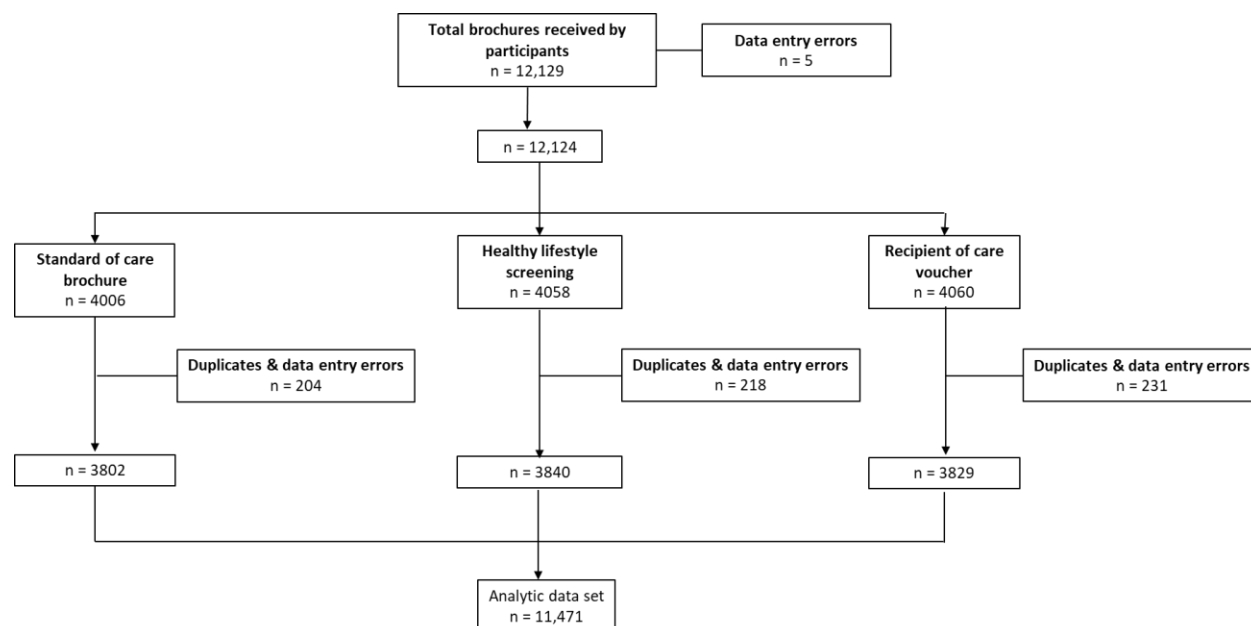 Total brochures received by
participants
n = 12,129
Data entry errors
n = 5
n = 12,124
Standard of care
brochure
n = 4006
Healthy lifestyle
screening
n = 4058
Recipient of care
voucher
n = 4060
Duplicates & data entry errors
n = 204
Duplicates & data entry errors
n = 218
Duplicates & data entry errors
n = 231
n = 3802
n = 3840
n = 3829
Analytic data set
n = 11,471